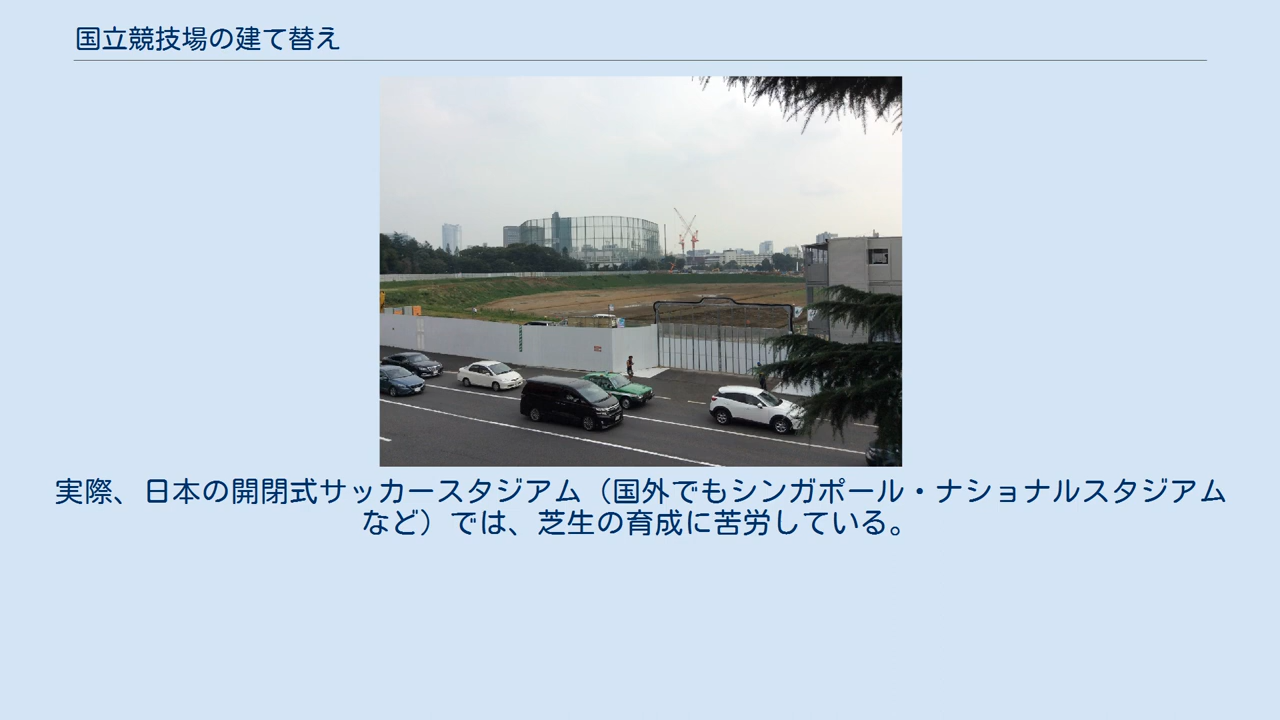 国立競技場の建て替え
実際、日本の開閉式サッカースタジアム（国外でもシンガポール・ナショナルスタジアム
など）では、芝生の育成に苦労している。